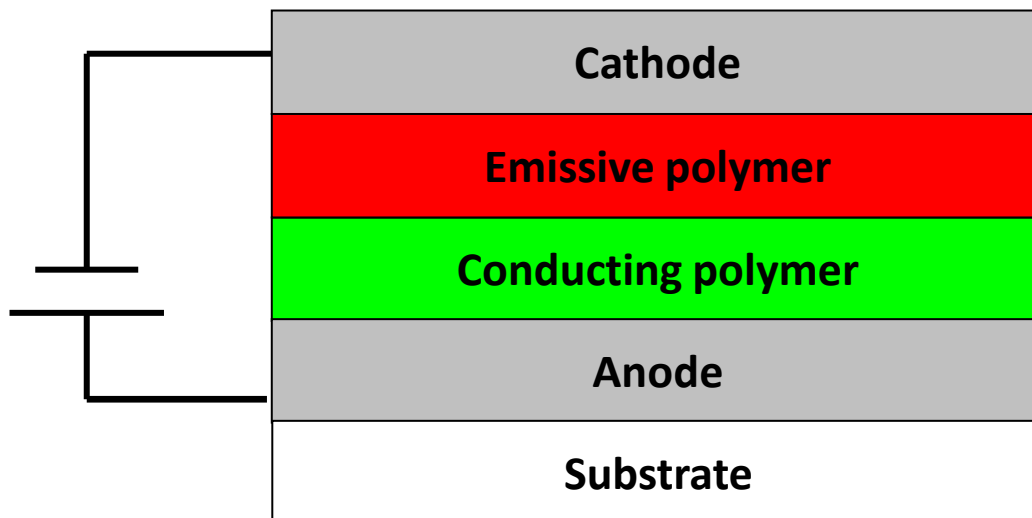 Cathode
Emissive polymer
Conducting polymer
Anode
Substrate